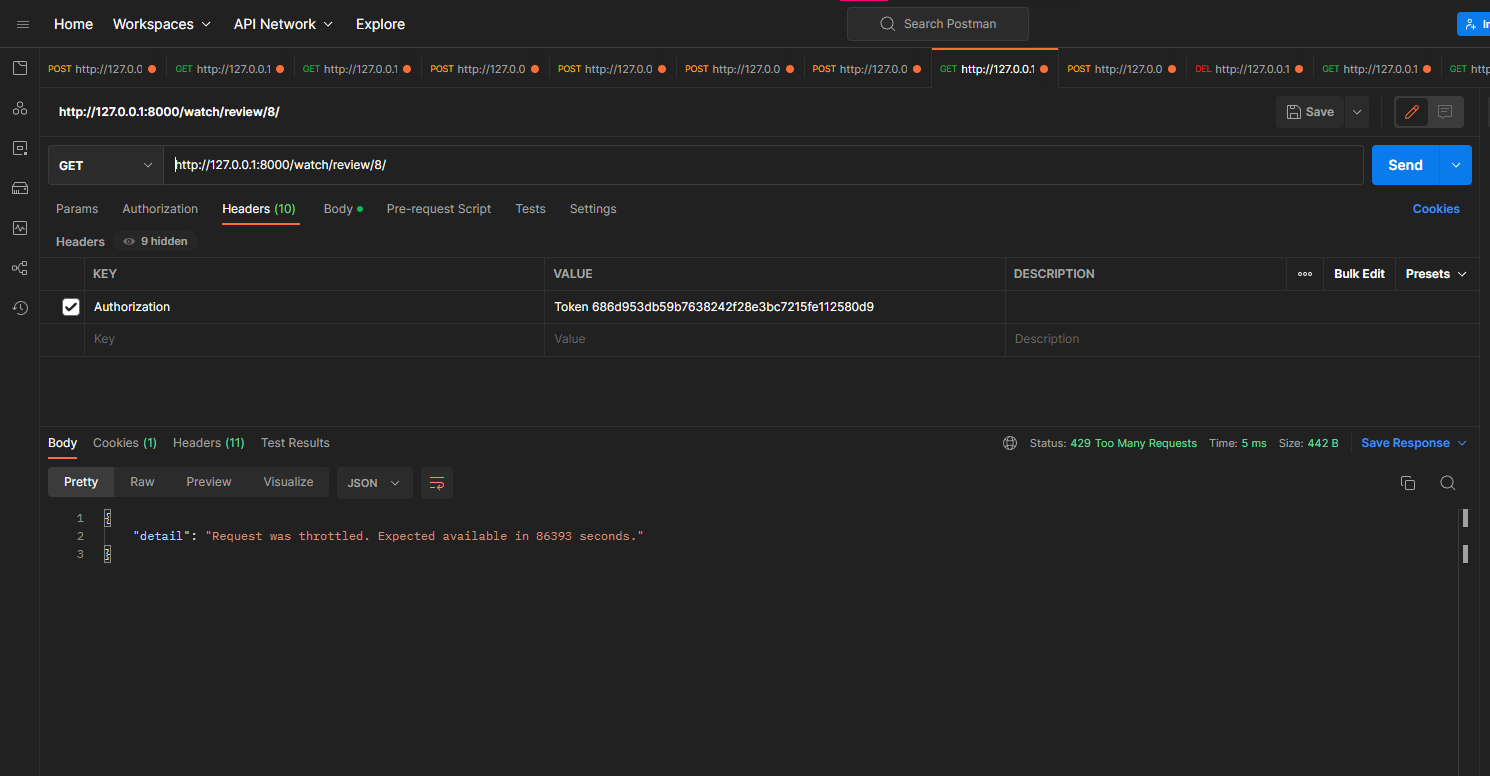 Home Workspaces API Network Explore Search Postman In
POST http://127.0.0 GET http://127.0.0.1 GET http://127.0.0.1 POST http://127.0.0 POST http://127.0.0 POST http://127.0.0 POST http://127.0.0 GET http://127.0.0.1 POST http://127.0.0 DEL http://127.0.0.1 GET http://127.0.0.1 GET http
http://127.0.0.1:8000/watch/review/8/ Save
GET http://127.0.0.1:8000/watch/review/8/ Send
Params Authorization Headers (10) Body Pre-request Script Tests Settings Cookies
Headers 9 hidden
KEY VALUE DESCRIPTION Bulk Edit Presets
Authorization Token 686d953db59b7638242f28e3bc7215fe112580d9
Key Value Description
Body Cookies (1) Headers (11) Test Results Status: 429 Too Many Requests Time: 5 ms Size: 442 B Save Response
Pretty Raw Preview Visualize JSON
1 {
2 "detail": "Request was throttled. Expected available in 86393 seconds."
3 }